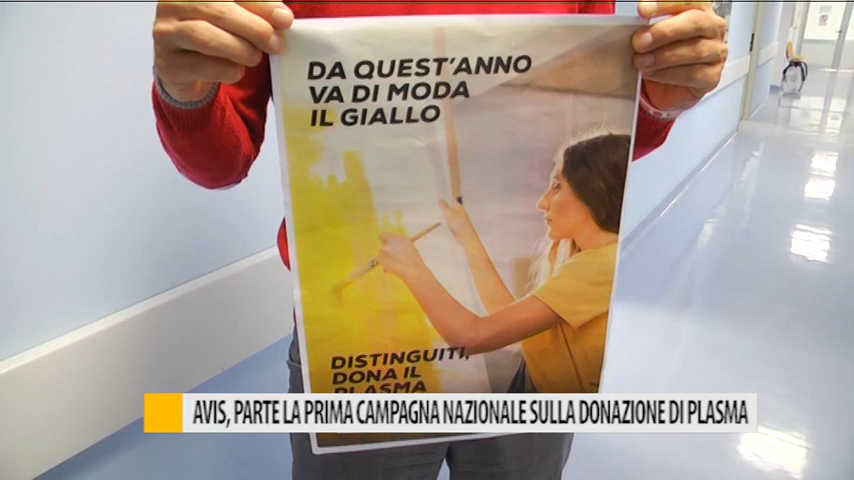 DA QUEST'ANNO
VA DI MODA
IL GIALLO
DISTINGUITI,
DONA IL
PLASMA
AVIS, PARTE LA PRIMA CAMPAGNA NAZIONALE SULLA DONAZIONE DI PLASMA